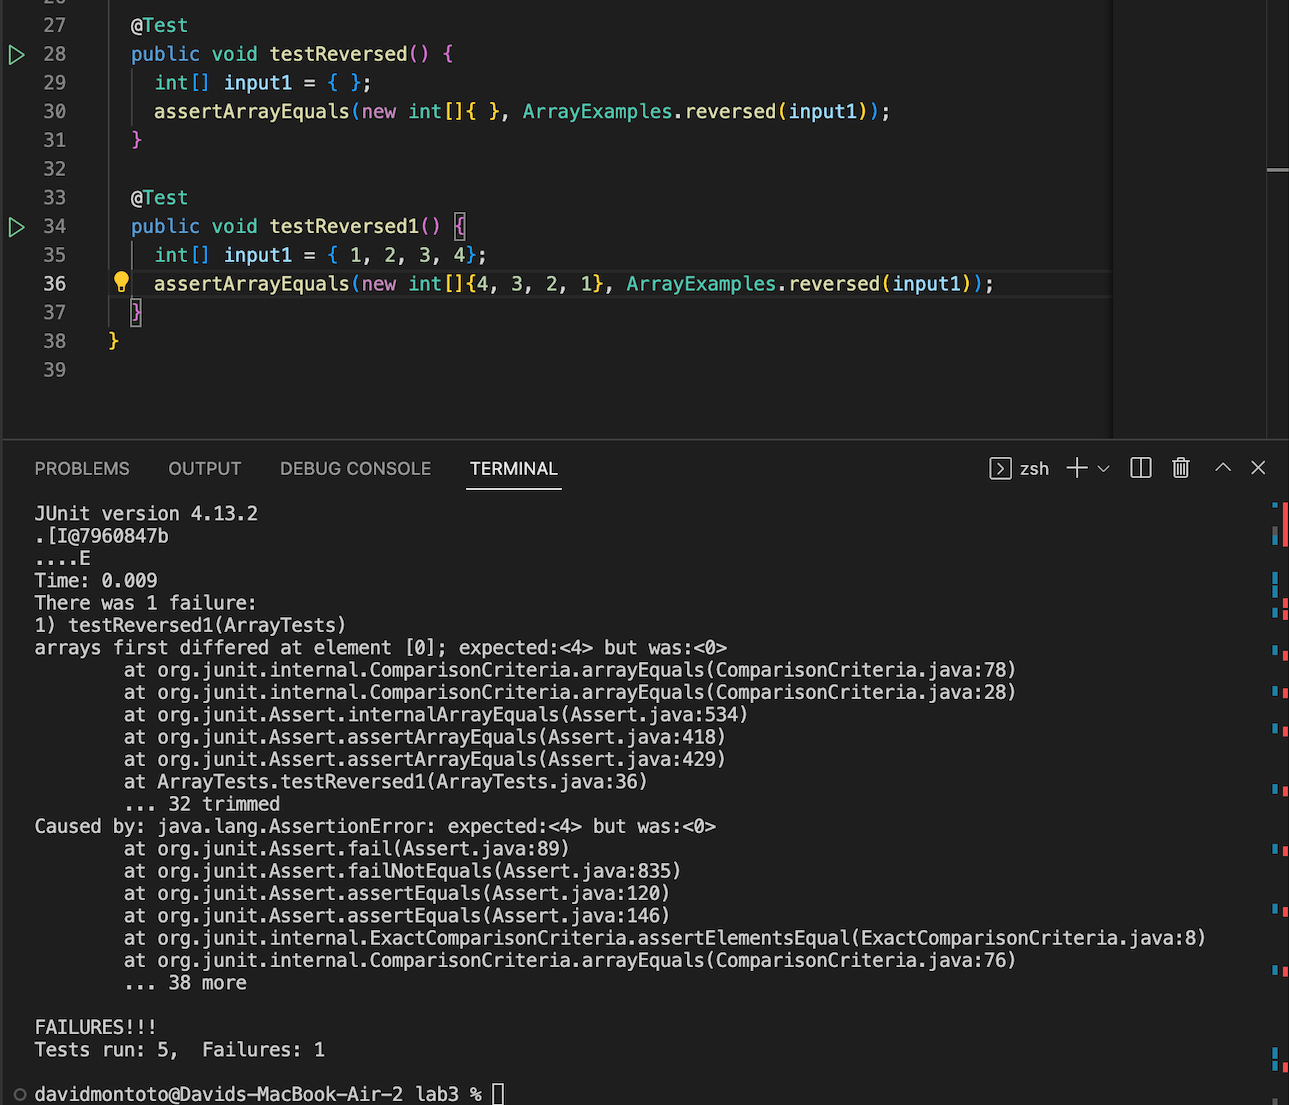 27 @Test
28 public void testReversed() {
29 int[] input1 = { };
30 assertArrayEquals(new int[]{ }, ArrayExamples.reversed(input1));
31 }
32
33 @Test
34 public void testReversed1() {
35 int[] input1 = { 1, 2, 3, 4};
36 assertArrayEquals(new int[]{4, 3, 2, 1}, ArrayExamples.reversed(input1));
37 }
38 }
39
PROBLEMS OUTPUT DEBUG CONSOLE TERMINAL zsh
JUnit version 4.13.2
.[I@7960847b
....E
Time: 0.009
There was 1 failure:
1) testReversed1(ArrayTests)
arrays first differed at element [0]; expected:<4> but was:<0>
at org.junit.internal.ComparisonCriteria.arrayEquals(ComparisonCriteria.java:78)
at org.junit.internal.ComparisonCriteria.arrayEquals(ComparisonCriteria.java:28)
at org.junit.Assert.internalArrayEquals(Assert.java:534)
at org.junit.Assert.assertArrayEquals(Assert.java:418)
at org.junit.Assert.assertArrayEquals(Assert.java:429)
at ArrayTests.testReversed1(ArrayTests.java:36)
... 32 trimmed
Caused by: java.lang.AssertionError: expected:<4> but was:<0>
at org.junit.Assert.fail(Assert.java:89)
at org.junit.Assert.failNotEquals(Assert.java:835)
at org.junit.Assert.assertEquals(Assert.java:120)
at org.junit.Assert.assertEquals(Assert.java:146)
at org.junit.internal.ExactComparisonCriteria.assertElementsEqual(ExactComparisonCriteria.java:8)
at org.junit.internal.ComparisonCriteria.arrayEquals(ComparisonCriteria.java:76)
... 38 more
FAILURES!!!
Tests run: 5,  Failures: 1
davidmontoto@Davids-MacBook-Air-2 lab3 %